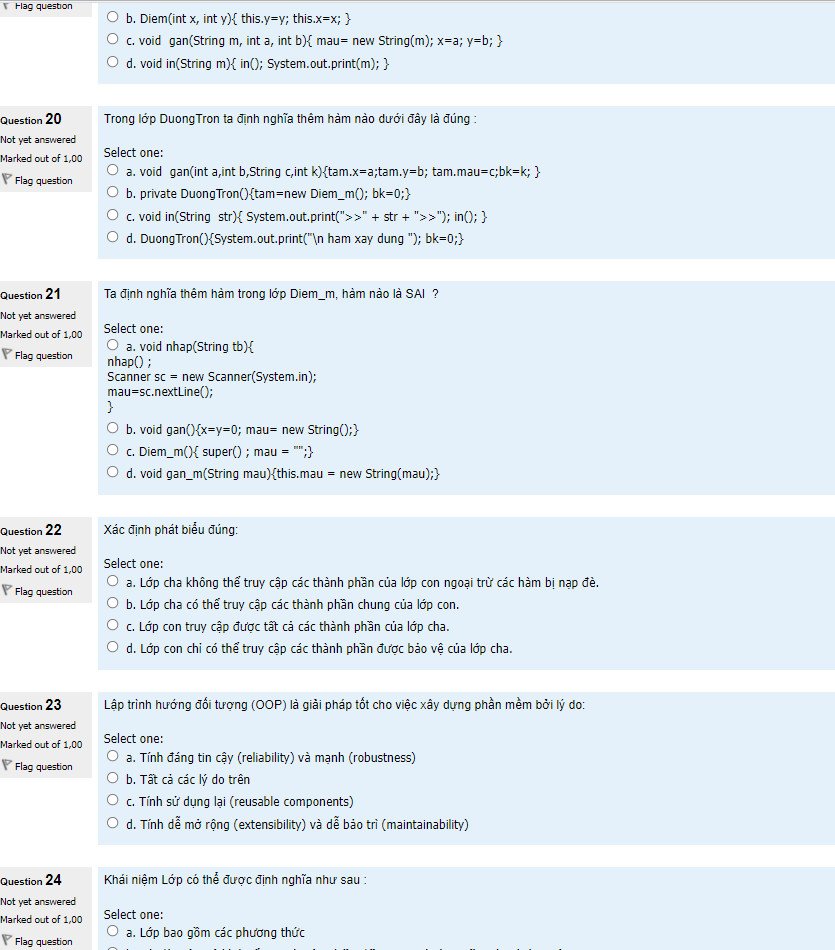 Flag question
b. Diem(int x, int y){ this.y=y; this.x=x; }
c. void  gan(String m, int a, int b){ mau= new String(m); x=a; y=b; }
d. void in(String m){ in(); System.out.print(m); }
Question 20
Not yet answered
Marked out of 1,00
Flag question
Trong lớp DuongTron ta định nghĩa thêm hàm nào dưới đây là đúng :
Select one:
a. void  gan(int a,int b,String c,int k){tam.x=a;tam.y=b; tam.mau=c;bk=k; }
b. private DuongTron(){tam=new Diem_m(); bk=0;}
c. void in(String  str){ System.out.print(">>" + str + ">>"); in(); }
d. DuongTron(){System.out.print("\n ham xay dung "); bk=0;}
Question 21
Not yet answered
Marked out of 1,00
Flag question
Ta định nghĩa thêm hàm trong lớp Diem_m, hàm nào là SAI  ?
Select one:
a. void nhap(String tb){
nhap() ;
Scanner sc = new Scanner(System.in);
mau=sc.nextLine();
}
b. void gan(){x=y=0; mau= new String();}
c. Diem_m(){ super() ; mau = "";}
d. void gan_m(String mau){this.mau = new String(mau);}
Question 22
Not yet answered
Marked out of 1,00
Flag question
Xác định phát biểu đúng:
Select one:
a. Lớp cha không thể truy cập các thành phần của lớp con ngoại trừ các hàm bị nạp đè.
b. Lớp cha có thể truy cập các thành phần chung của lớp con.
c. Lớp con truy cập được tất cả các thành phần của lớp cha.
d. Lớp con chỉ có thể truy cập các thành phần được bảo vệ của lớp cha.
Question 23
Not yet answered
Marked out of 1,00
Flag question
Lập trình hướng đối tượng (OOP) là giải pháp tốt cho việc xây dựng phần mềm bởi lý do:
Select one:
a. Tính đáng tin cậy (reliability) và mạnh (robustness)
b. Tất cả các lý do trên
c. Tính sử dụng lại (reusable components)
d. Tính dễ mở rộng (extensibility) và dễ bảo trì (maintainability)
Question 24
Not yet answered
Marked out of 1,00
Flag question
Khái niệm Lớp có thể được định nghĩa như sau :
Select one:
a. Lớp bao gồm các phương thức